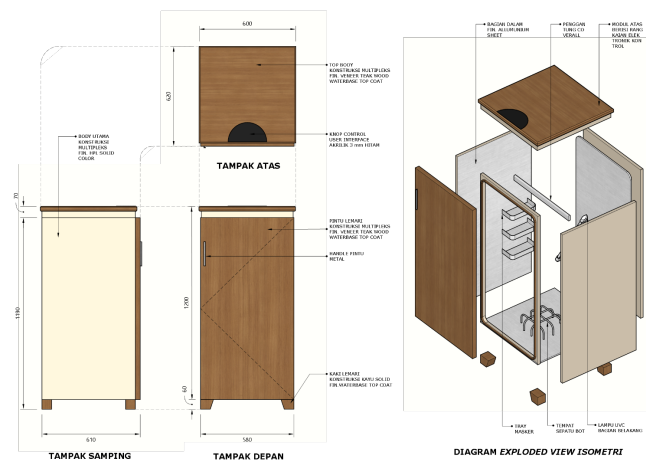 600
620
TOP BODY
KONSTRUKSI MULTIPLEKS
FIN. VENEER TEAK WOOD
WATERBASE TOP COAT
KNOP CONTROL
USER INTERFACE
AKRILIK 3 mm HITAM
TAMPAK ATAS
BODY UTAMA
KONSTRUKSI
MULTIPLEKS
FIN. HPL SOLID
COLOR
70
1190
610
TAMPAK SAMPING
PINTU LEMARI
KONSTRUKSI MULTIPLEKS
FIN. VENEER TEAK WOOD
WATERBASE TOP COAT
HANDLE PINTU
METAL
1200
60
KAKI LEMARI
KONSTRUKSI KAYU SOLID
FIN WATERBASE TOP COAT
580
TAMPAK DEPAN
BAGIAN DALAM
FIN. ALLUMUNIUM
SHEET
PENGGAN
TUNG CO
VERALL
MODUL ATAS
BERISI RANG
KAIAN ELEK
TRONIK KON
TROL
TRAY
MASKER
TEMPAT
SEPATU BOT
LAMPU UVC
BAGIAN BELAKANG
DIAGRAM EXPLODED VIEW ISOMETRI